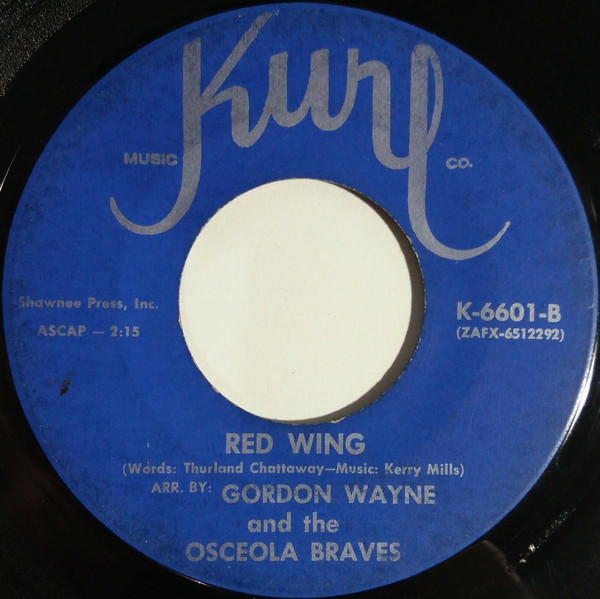 Kurl
MUSIC CO.
Shawnee Press, Inc.
ASCAP — 2:15
K-6601-B
(ZAFX-6512292)
RED WING
(Words: Thurland Chattaway—Music: Kerry Mills)
ARR. BY: GORDON WAYNE
and the
OSCEOLA BRAVES